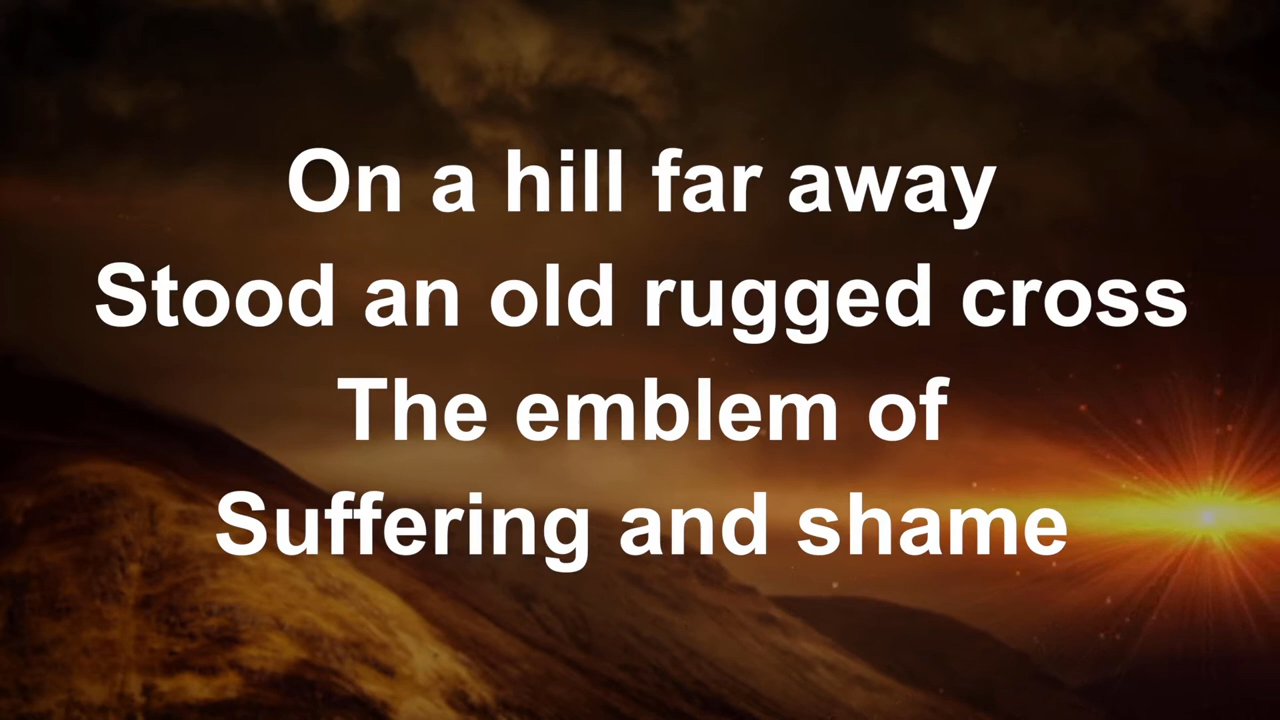 On a hill far away
Stood an old rugged cross
The emblem of
Suffering and shame